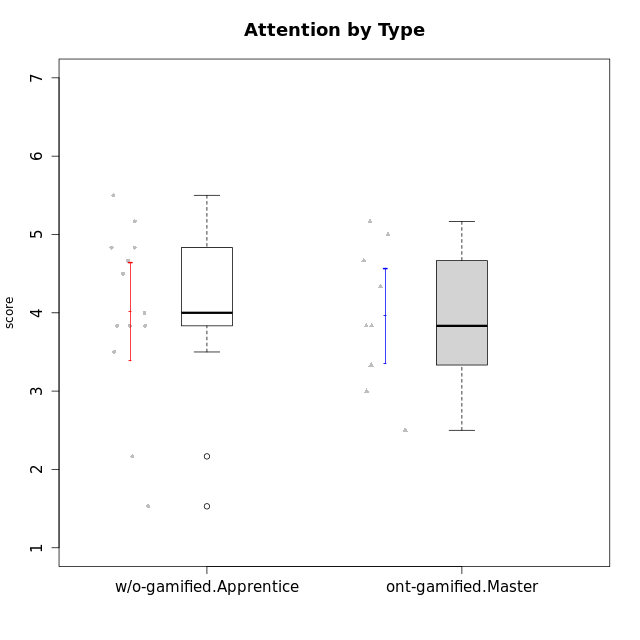 Attention by Type
score
7
6
5
4
3
2
1
w/o-gamified.Apprentice
ont-gamified.Master